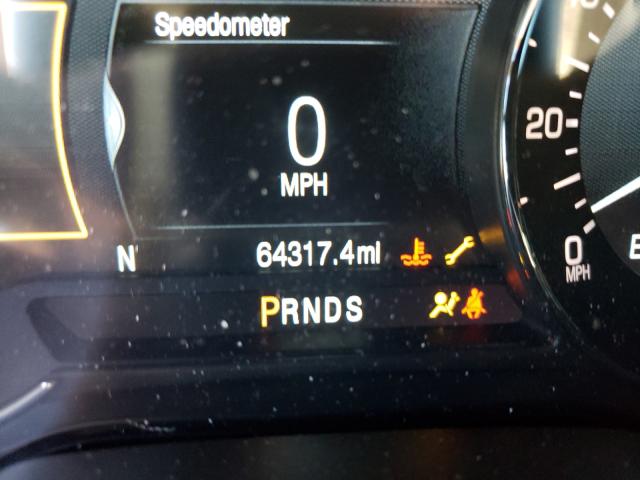 Speedometer
0
MPH
N 64317.4mi
PRNDS
20
0
MPH
E